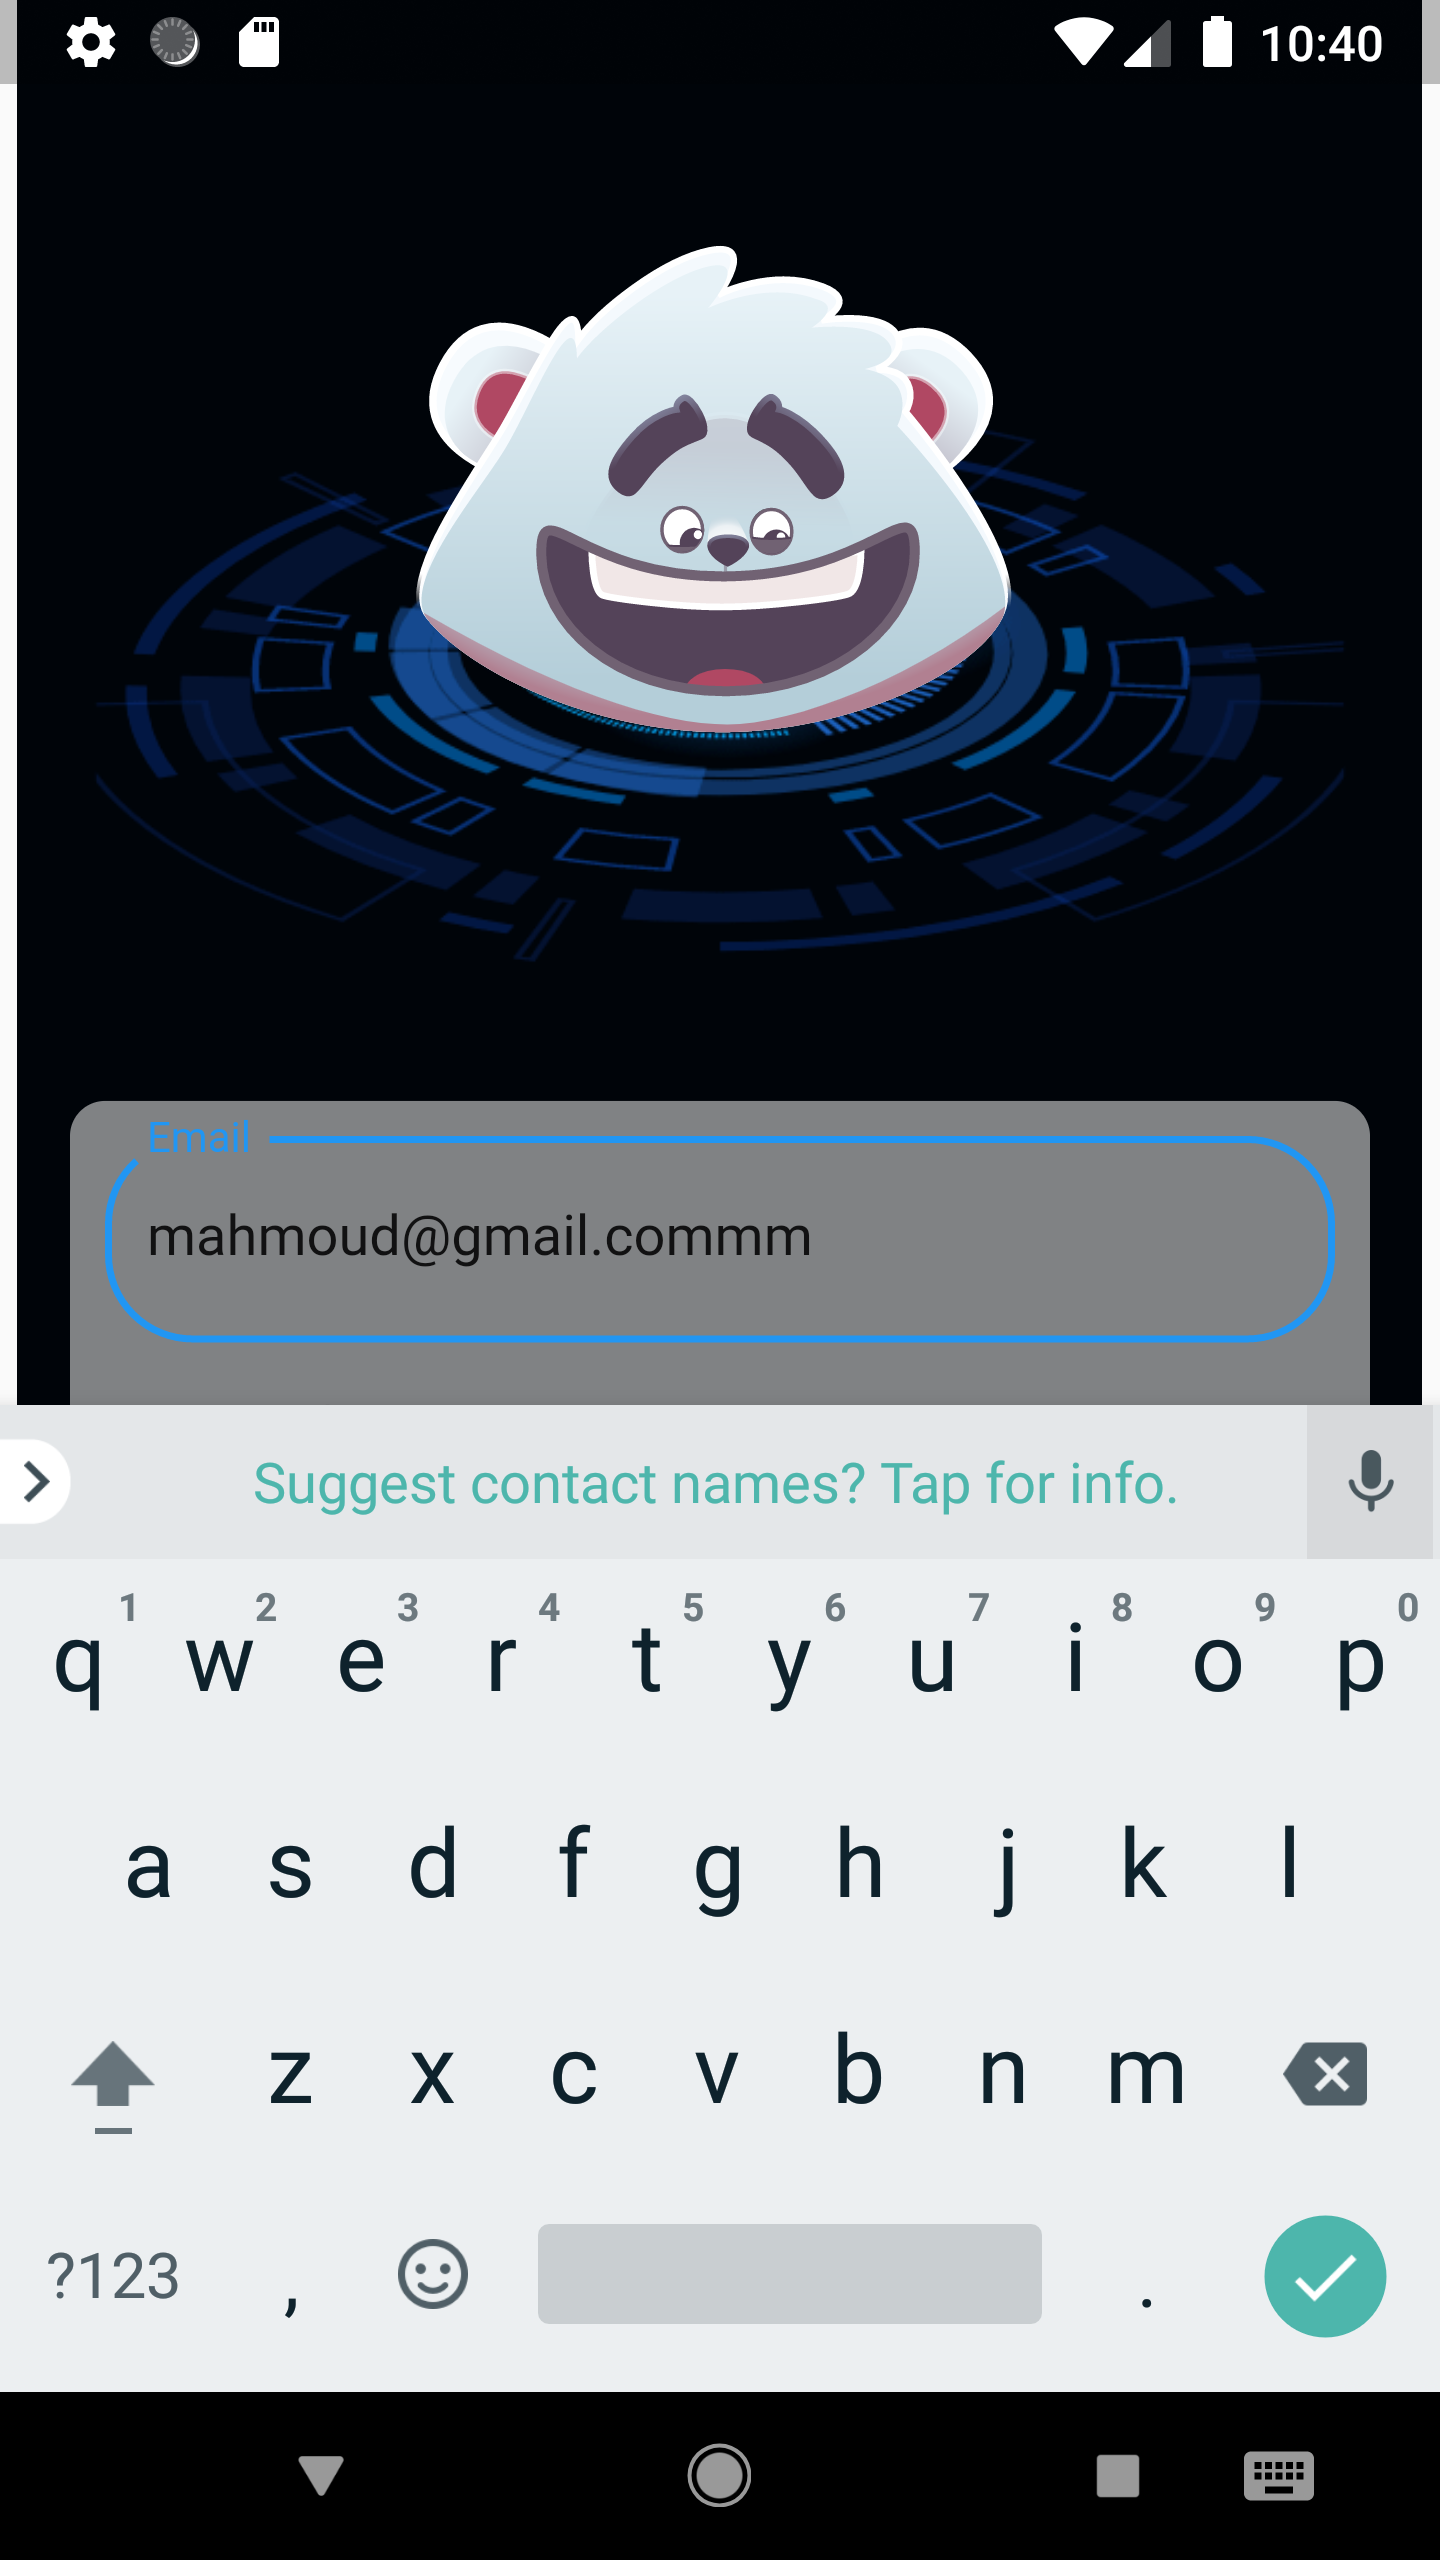 10:40
Email
mahmoud@gmail.commm
Suggest contact names? Tap for info.
q 1 w 2 e 3 r 4 t 5 y 6 u 7 i 8 o 9 p 0
a s d f g h j k l
z x c v b n m
?123 , .